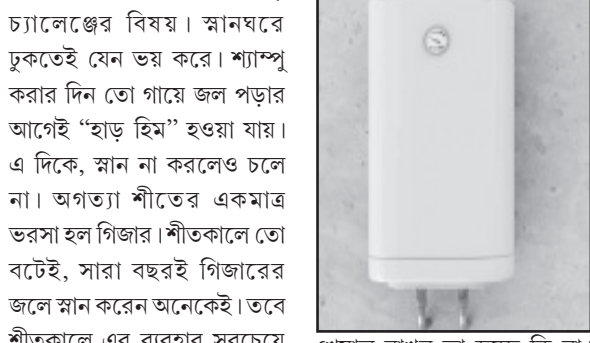 চ্যালেঞ্জের বিষয়। স্নানঘরে
ঢুকতেই যেন ভয় করে। শ্যাম্পু
করার দিন তো গায়ে জল পড়ার
আগেই “হাড় হিম” হওয়া যায়।
এ দিকে, স্নান না করলেও চলে
না। অগত্যা শীতের একমাত্র
ভরসা হল গিজার। শীতকালে তো
বটেই, সারা বছরই গিজারের
জলে স্নান করেন অনেকেই। তবে
শীতকালে এর ব্যবহার সবচেয়ে